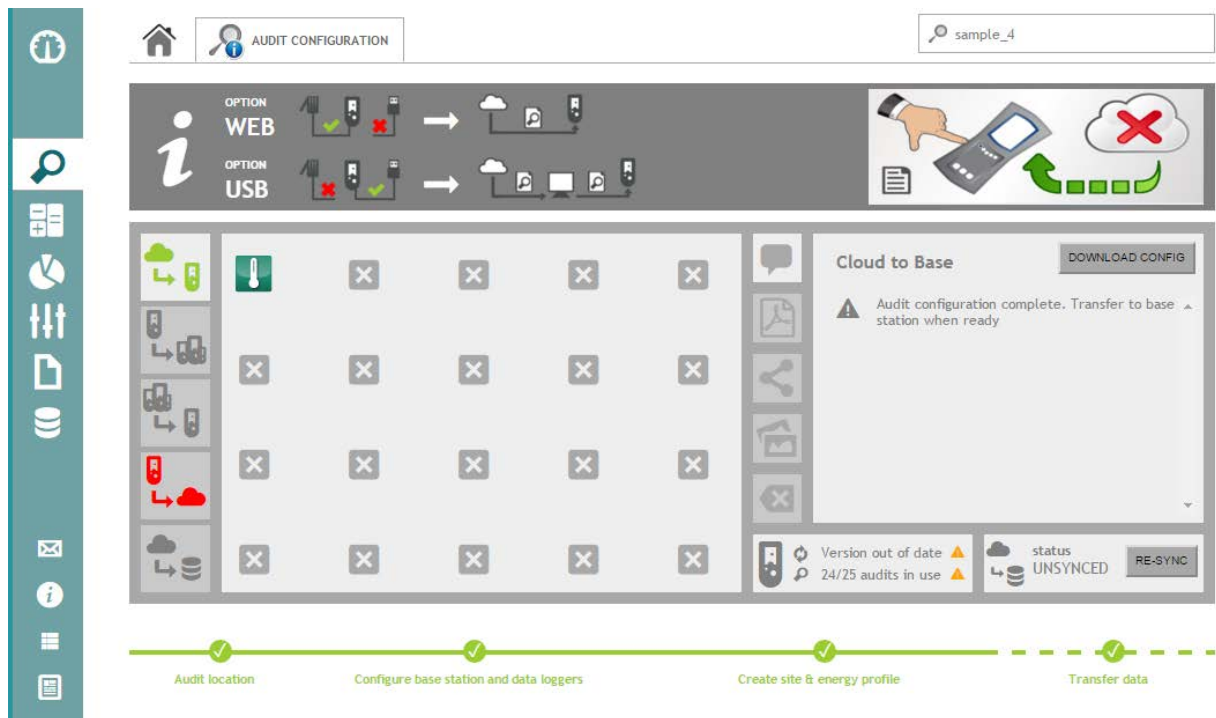 AUDIT CONFIGURATION
sample_4
OPTION
WEB
OPTION
USB
Cloud to Base
DOWNLOAD CONFIG
Audit configuration complete. Transfer to base
station when ready
Version out of date
24/25 audits in use
status
UNSYNCED
RE-SYNC
Audit location
Configure base station and data loggers
Create site & energy profile
Transfer data